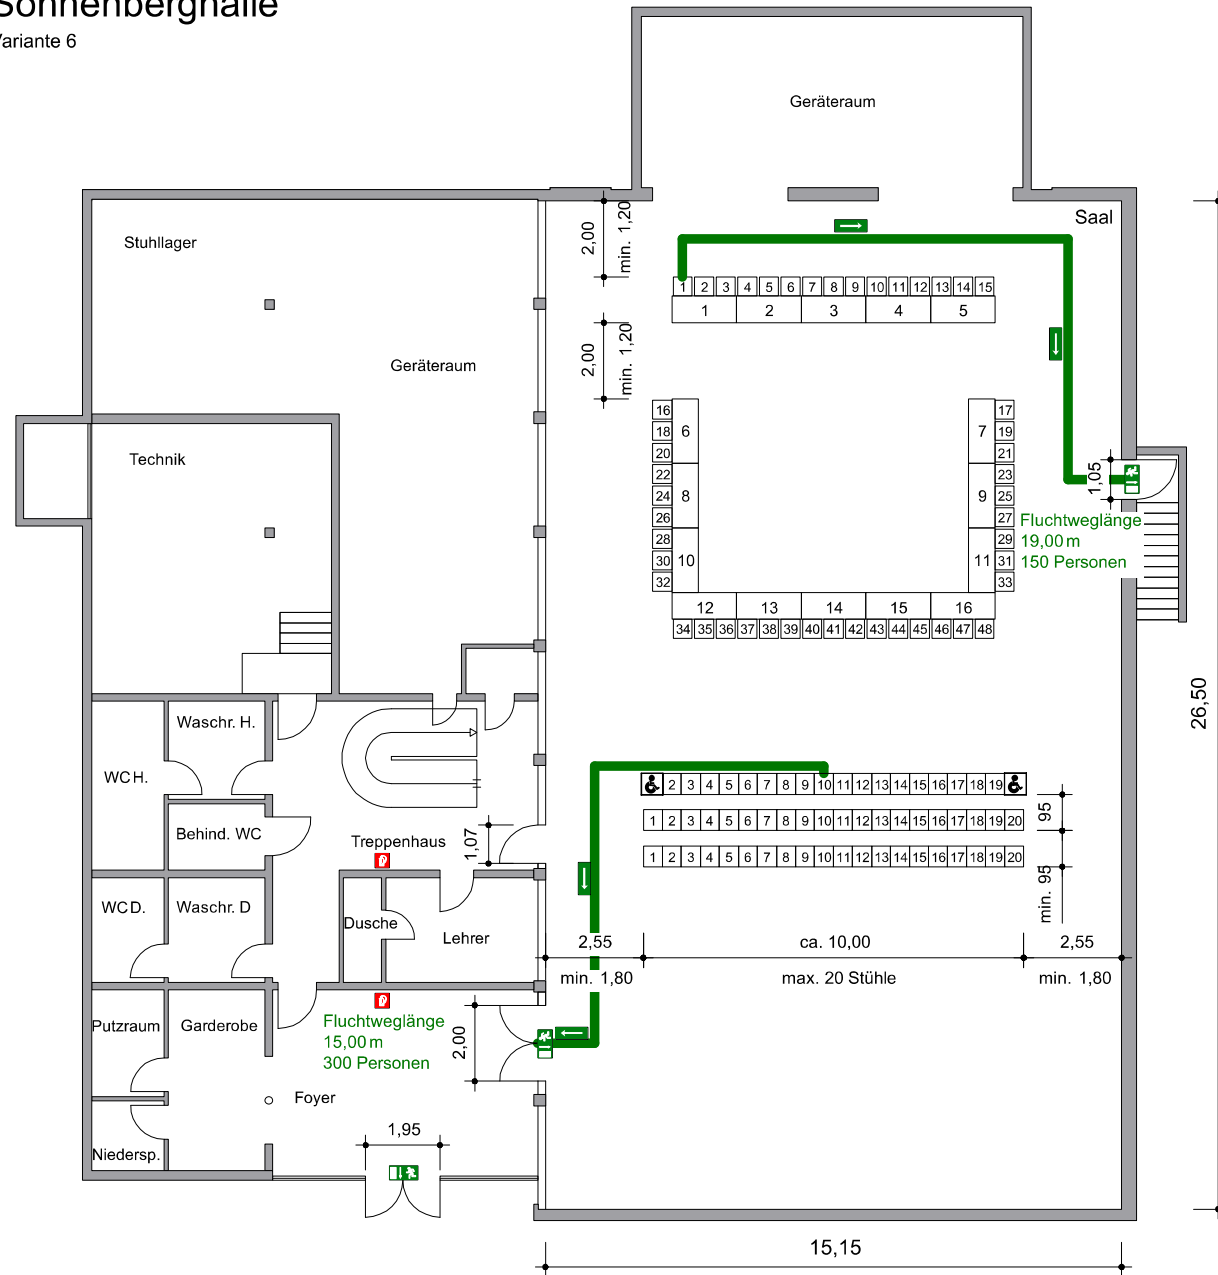 Sonnenberghalle
Variante 6
Geräteraum
Saal
Stuhllager
2,00
min. 1,20
1 2 3 4 5 6 7 8 9 10 11 12 13 14 15
1 2 3 4 5
2,00
min. 1,20
Geräteraum
16 6 7 17
18 19
20 21
Technik
22 8 9 23
24 25
26 27
28 10 11 29
30 31
32 33
1,05
Fluchtweglänge
19,00 m
150 Personen
12 13 14 15 16
34 35 36 37 38 39 40 41 42 43 44 45 46 47 48
26,50
Waschr. H.
WC H.
Behind. WC
Treppenhaus
1,07
2 3 4 5 6 7 8 9 10 11 12 13 14 15 16 17 18 19
1 2 3 4 5 6 7 8 9 10 11 12 13 14 15 16 17 18 19 20
1 2 3 4 5 6 7 8 9 10 11 12 13 14 15 16 17 18 19 20
95
min. 95
WC D.
Waschr. D
Dusche
Lehrer
2,55
ca. 10,00
2,55
min. 1,80
max. 20 Stühle
min. 1,80
Putzraum
Garderobe
Fluchtweglänge
15,00 m
300 Personen
2,00
Foyer
1,95
Niedersp.
15,15